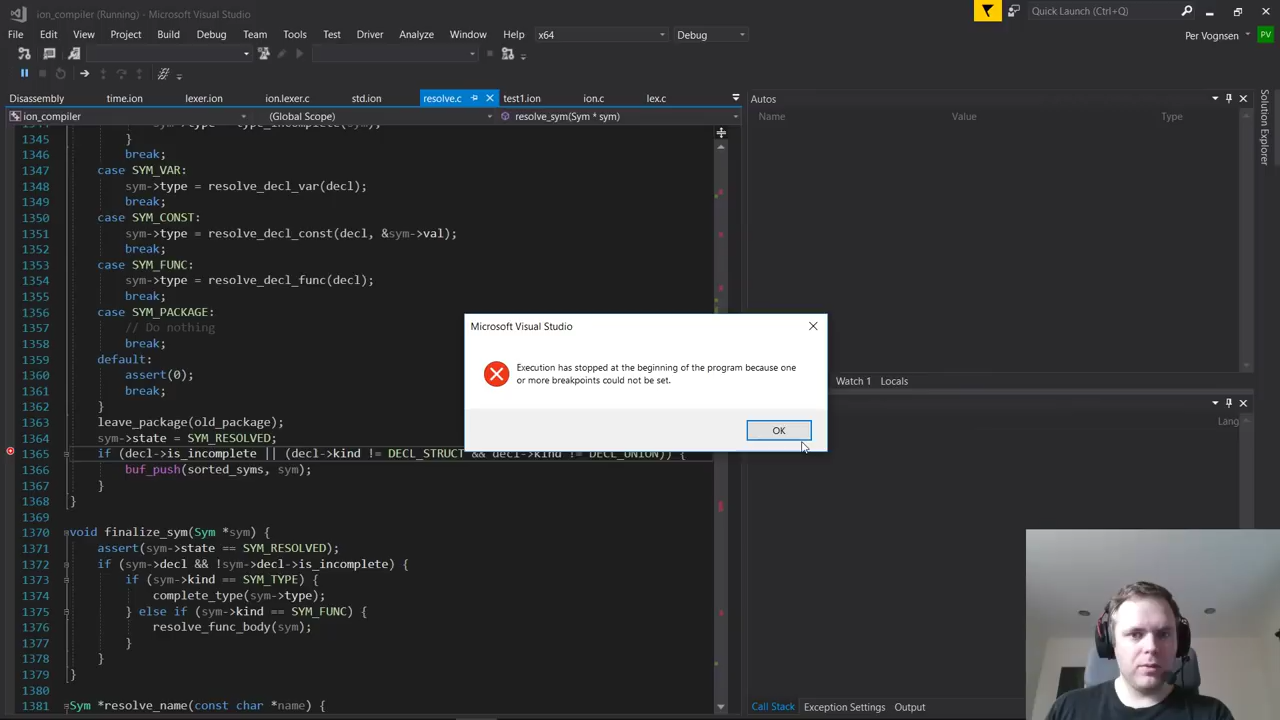 ion_compiler (Running) - Microsoft Visual Studio
Quick Launch (Ctrl+Q)
File Edit View Project Build Debug Team Tools Test Driver Analyze Window Help x64 Debug
Per Vognsen PV
Disassembly time.ion lexer.ion ion.lexer.c std.ion resolve.c test1.ion ion.c lex.c
ion_compiler (Global Scope) resolve_sym(Sym * sym)
1345 }
1346 break;
1347 case SYM_VAR:
1348 sym->type = resolve_decl_var(decl);
1349 break;
1350 case SYM_CONST:
1351 sym->type = resolve_decl_const(decl, &sym->val);
1352 break;
1353 case SYM_FUNC:
1354 sym->type = resolve_decl_func(decl);
1355 break;
1356 case SYM_PACKAGE:
1357 // Do nothing
1358 break;
1359 default:
1360 assert(0);
1361 break;
1362 }
1363 leave_package(old_package);
1364 sym->state = SYM_RESOLVED;
1365 if (decl->is_incomplete || (decl->kind != DECL_STRUCT && decl->kind != DECL_UNION)) {
1366 buf_push(sorted_syms, sym);
1367 }
1368 }
1369
1370 void finalize_sym(Sym *sym) {
1371 assert(sym->state == SYM_RESOLVED);
1372 if (sym->decl && !sym->decl->is_incomplete) {
1373 if (sym->kind == SYM_TYPE) {
1374 complete_type(sym->type);
1375 } else if (sym->kind == SYM_FUNC) {
1376 resolve_func_body(sym);
1377 }
1378 }
1379 }
1380
1381 Sym *resolve_name(const char *name) {
Autos
Name Value Type
Solution Explorer
Watch 1 Locals
Lang
Call Stack Exception Settings Output
Microsoft Visual Studio
Execution has stopped at the beginning of the program because one
or more breakpoints could not be set.
OK